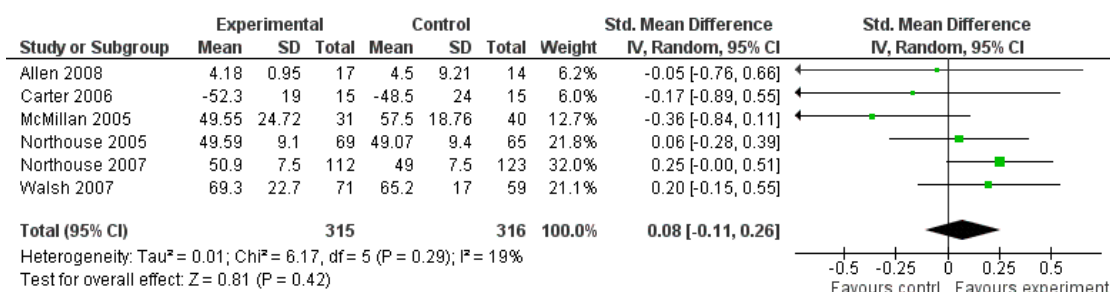 Experimental Control Std. Mean Difference Std. Mean Difference
Study or Subgroup Mean SD Total Mean SD Total Weight IV, Random, 95% CI IV, Random, 95% CI
Allen 2008 4.18 0.95 17 4.5 9.21 14 6.2% -0.05 [-0.76, 0.66]
Carter 2006 -52.3 19 15 -48.5 24 15 6.0% -0.17 [-0.89, 0.55]
McMillan 2005 49.55 24.72 31 57.5 18.76 40 12.7% -0.36 [-0.84, 0.11]
Northouse 2005 49.59 9.1 69 49.07 9.4 65 21.8% 0.06 [-0.28, 0.39]
Northouse 2007 50.9 7.5 112 49 7.5 123 32.0% 0.25 [-0.00, 0.51]
Walsh 2007 69.3 22.7 71 65.2 17 59 21.1% 0.20 [-0.15, 0.55]
Total (95% CI) 315 316 100.0% 0.08 [-0.11, 0.26]
Heterogeneity: Tau² = 0.01; Chi² = 6.17, df = 5 (P = 0.29); I² = 19%
Test for overall effect: Z = 0.81 (P = 0.42)
-0.5 -0.25 0 0.25 0.5
Favours contrl Favours experiment